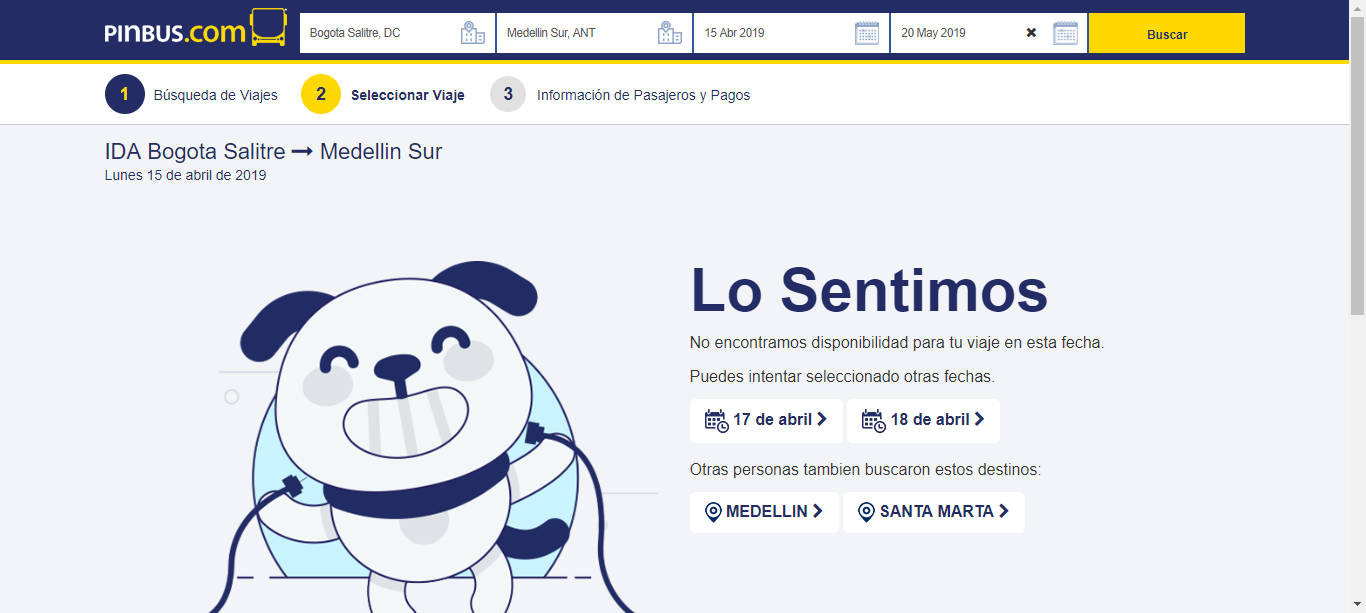 PINBUS.com
Bogota Salitre, DC
Medellin Sur, ANT
15 Abr 2019
20 May 2019
Buscar
1 Búsqueda de Viajes
2 Seleccionar Viaje
3 Información de Pasajeros y Pagos
IDA Bogota Salitre → Medellin Sur
Lunes 15 de abril de 2019
Lo Sentimos
No encontramos disponibilidad para tu viaje en esta fecha.
Puedes intentar seleccionado otras fechas.
17 de abril
18 de abril
Otras personas tambien buscaron estos destinos:
MEDELLIN
SANTA MARTA